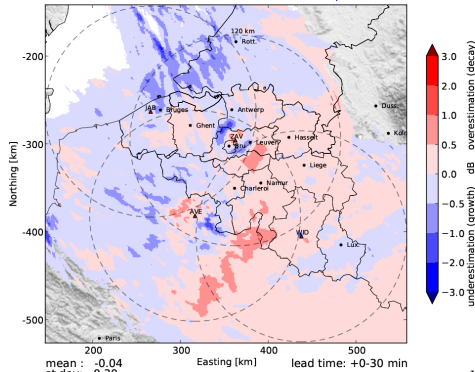 120 km
Rott.
JAB
Bruges
Antwerp
Ghent
ZAV
Bru
Leuven
Hasselt
Duss.
Liege
Namur
Charleroi
AVE
WID
Lux.
Paris
Northing [km]
-200
-300
-400
-500
200
300
400
500
Easting [km]
mean : -0.04
lead time: +0-30 min
3.0
2.0
1.0
0.5
0.0
−0.5
−1.0
−2.0
−3.0
underestimation (growth) dB overestimation (decay)